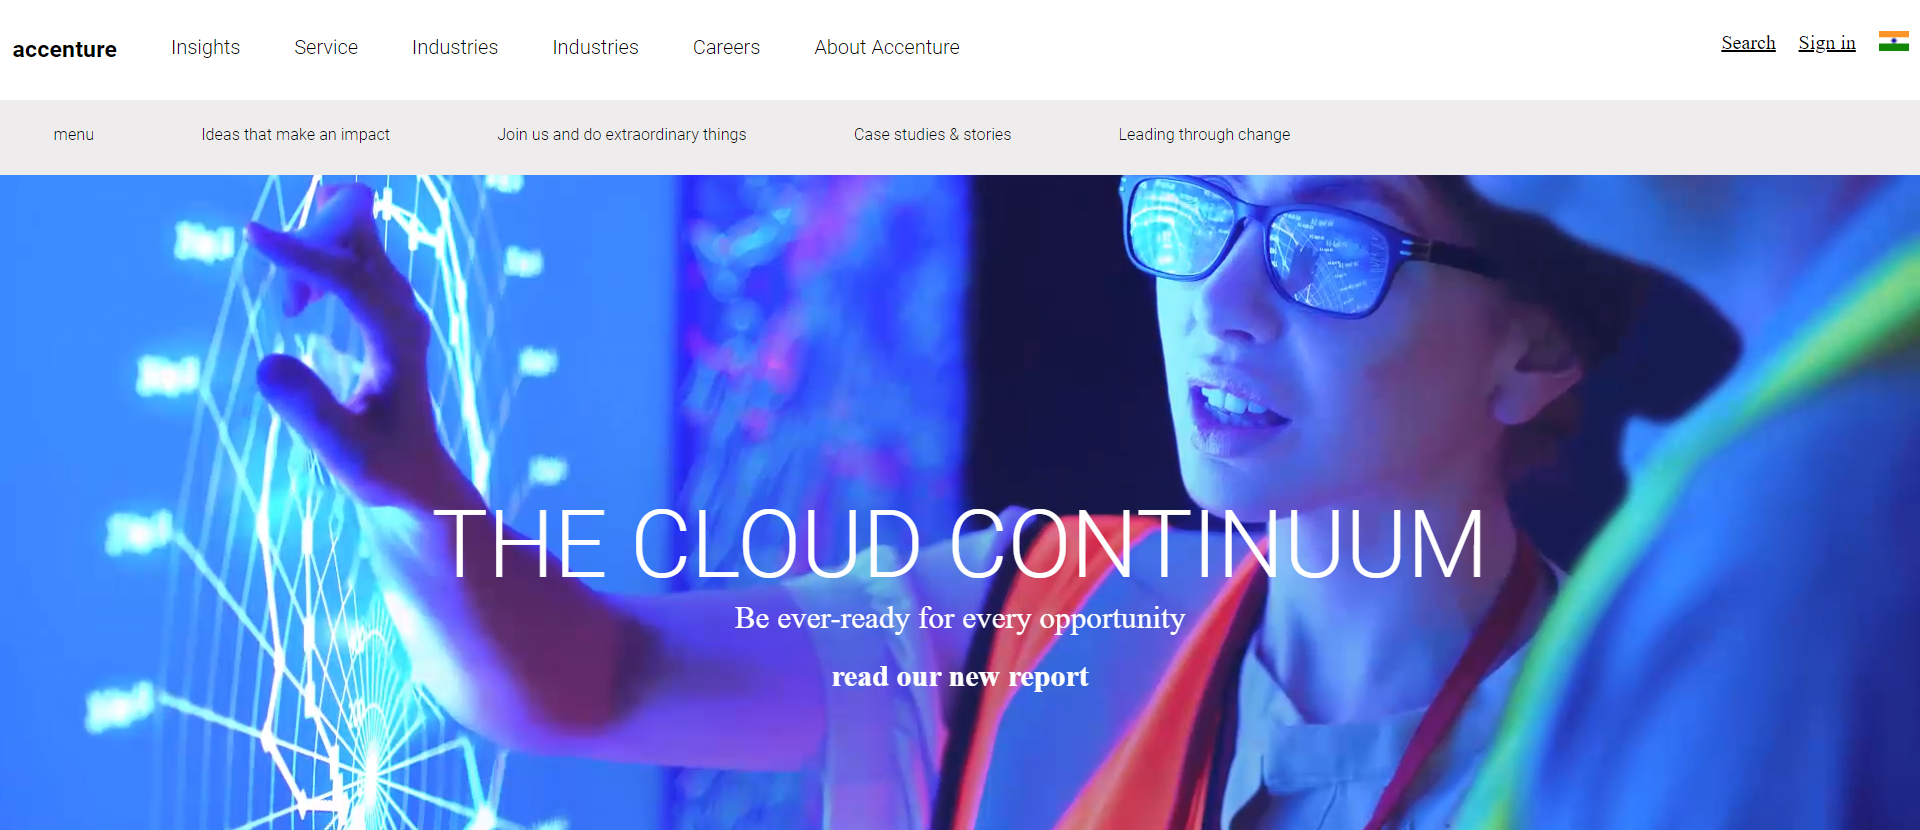 accenture Insights Service Industries Industries Careers About Accenture Search Sign in
menu Ideas that make an impact Join us and do extraordinary things Case studies & stories Leading through change
THE CLOUD CONTINUUM
Be ever-ready for every opportunity
read our new report